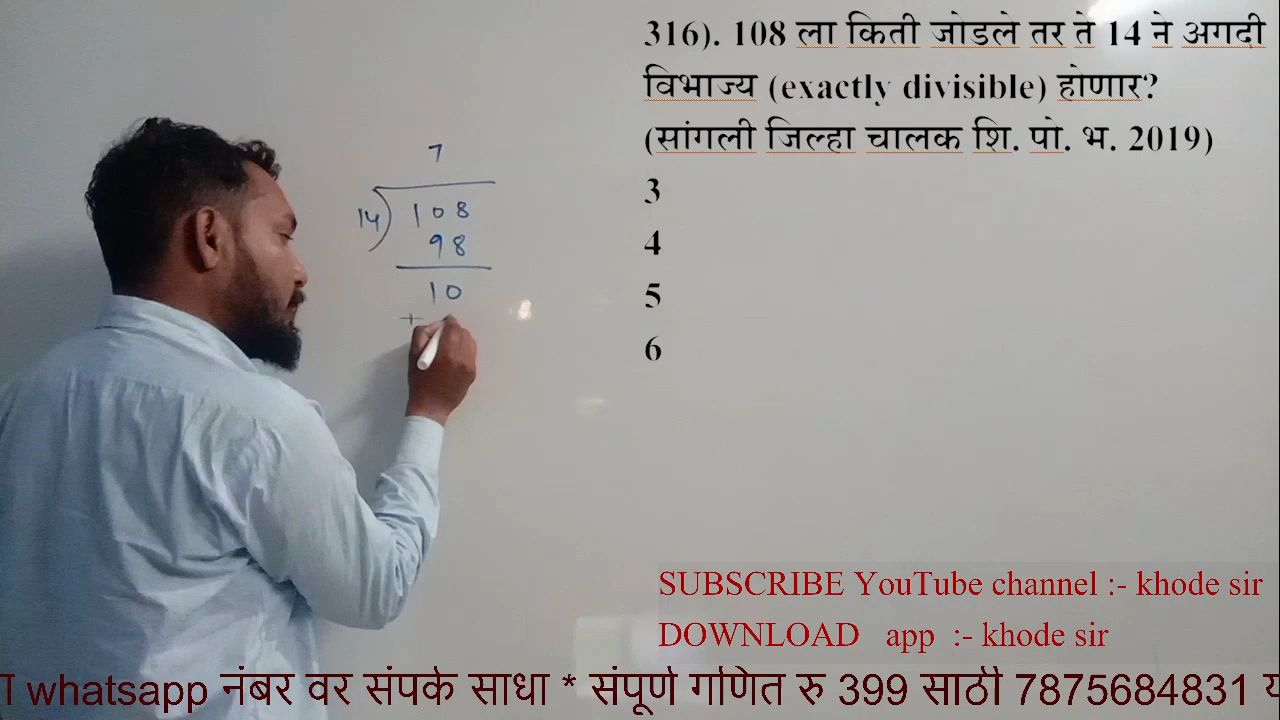 316). 108 ला किती जोडले तर ते 14 ने अगदी
विभाज्य (exactly divisible) होणार?
(सांगली जिल्हा चालक शि. पो. भ. 2019)
3
4
5
6
7
14) 108
98
10
+
SUBSCRIBE YouTube channel :- khode sir
DOWNLOAD app :- khode sir
whatsapp नंबर वर संपर्क साधा * संपूर्ण गणित रु 399 साठी 7875684831